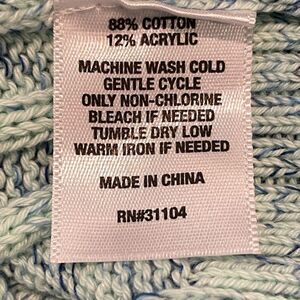 88% COTTON
12% ACRYLIC
MACHINE WASH COLD
GENTLE CYCLE
ONLY NON-CHLORINE
BLEACH IF NEEDED
TUMBLE DRY LOW
WARM IRON IF NEEDED
MADE IN CHINA
RN#31104